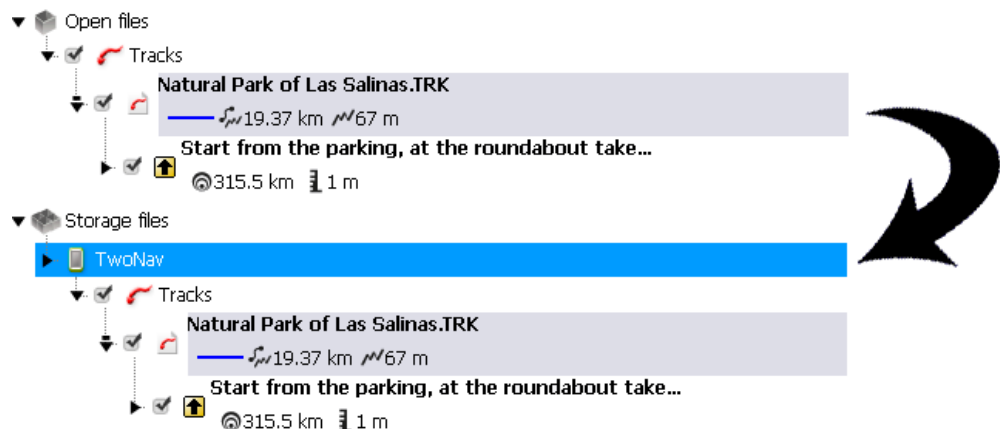 Open files
Tracks
Natural Park of Las Salinas.TRK
19.37 km 67 m
Start from the parking, at the roundabout take...
315.5 km 1 m
Storage files
TwoNav
Tracks
Natural Park of Las Salinas.TRK
19.37 km 67 m
Start from the parking, at the roundabout take...
315.5 km 1 m